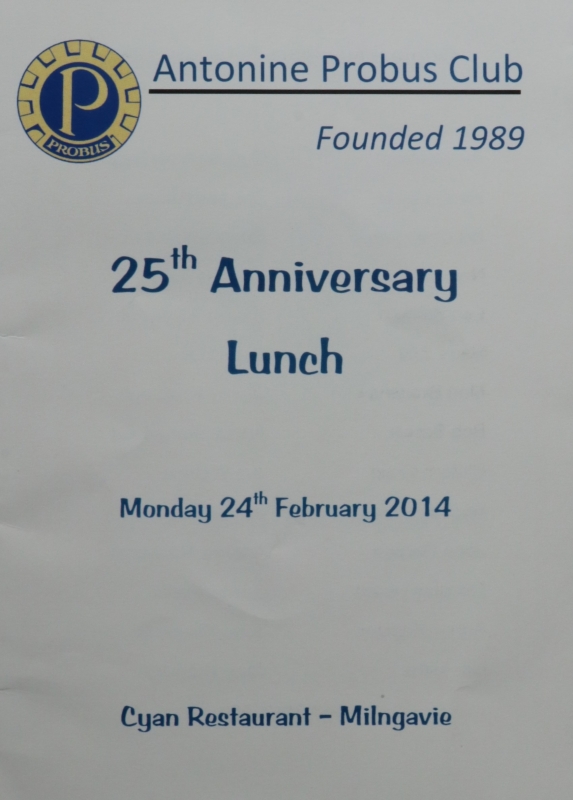 P
PROBUS
Antonine Probus Club
Founded 1989
25th Anniversary
Lunch
Monday 24th February 2014
Cyan Restaurant – Milngavie